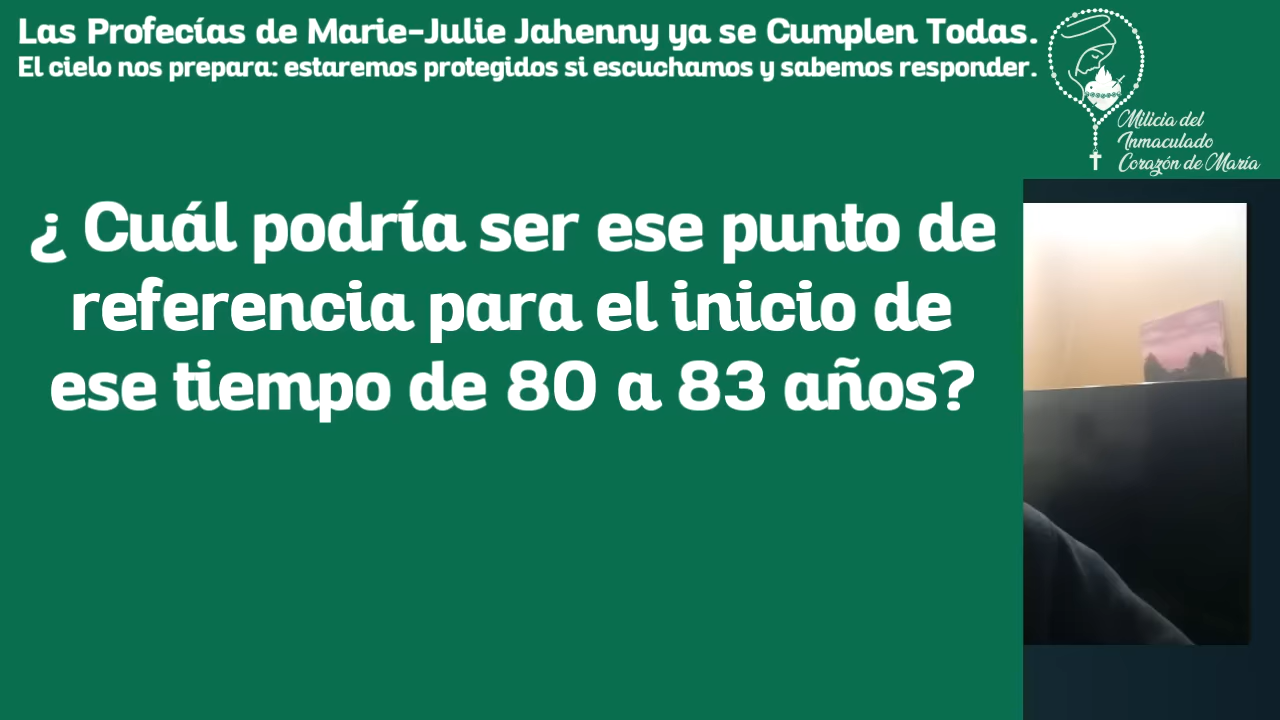 Las Profecías de Marie-Julie Jahenny ya se Cumplen Todas.
El cielo nos prepara: estaremos protegidos si escuchamos y sabemos responder.
Milicia del
Inmaculado
Corazón de María
¿ Cuál podría ser ese punto de
referencia para el inicio de
ese tiempo de 80 a 83 años?